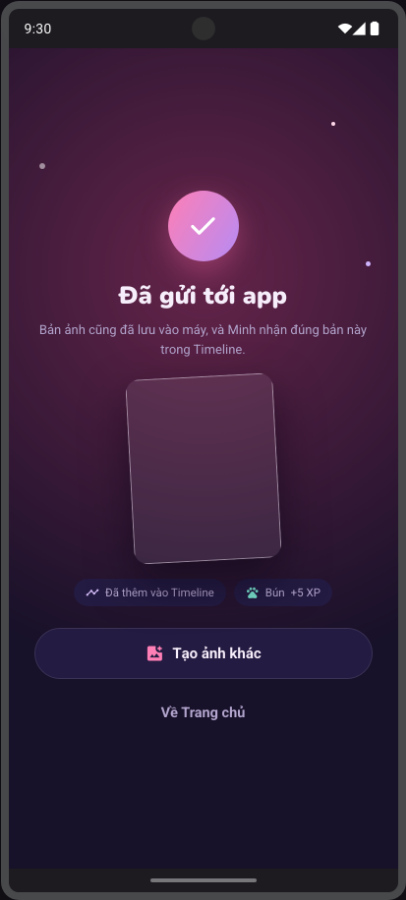 9:30
Đã gửi tới app
Bản ảnh cũng đã lưu vào máy, và Minh nhận đúng bản này
trong Timeline.
Đã thêm vào Timeline
Bún +5 XP
Tạo ảnh khác
Về Trang chủ